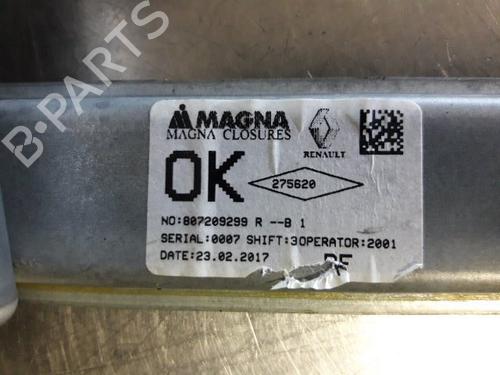 MAGNA
MAGNA CLOSURES
RENAULT
OK
275620
NO:807209299 R --B 1
SERIAL:0007 SHIFT:3OPERATOR:2001
DATE:23.02.2017
B-PARTS